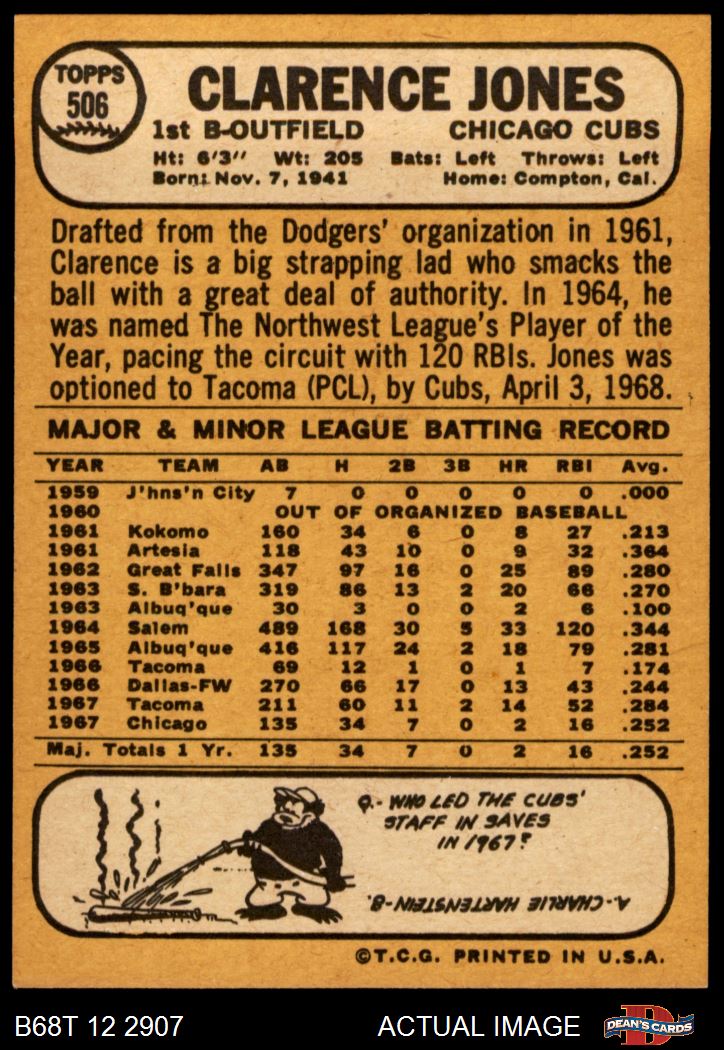 TOPPS
506
CLARENCE JONES
1st B-OUTFIELD CHICAGO CUBS
Ht: 6'3" Wt: 205 Bats: Left Throws: Left
Born: Nov. 7, 1941 Home: Compton, Cal.
Drafted from the Dodgers' organization in 1961,
Clarence is a big strapping lad who smacks the
ball with a great deal of authority. In 1964, he
was named The Northwest League's Player of the
Year, pacing the circuit with 120 RBIs. Jones was
optioned to Tacoma (PCL), by Cubs, April 3, 1968.
MAJOR & MINOR LEAGUE BATTING RECORD
YEAR TEAM AB H 2B 3B HR RBI Avg.
1959 J'hns'n City 7 0 0 0 0 0 .000
1960 OUT OF ORGANIZED BASEBALL
1961 Kokomo 160 34 6 0 8 27 .213
1961 Artesia 118 43 10 0 9 32 .364
1962 Great Falls 347 97 16 0 25 89 .280
1963 S. B'bara 319 86 13 2 20 66 .270
1963 Albuq'que 30 3 0 0 2 6 .100
1964 Salem 489 168 30 5 33 120 .344
1965 Albuq'que 416 117 24 2 18 79 .281
1966 Tacoma 69 12 1 0 1 7 .174
1966 Dallas-FW 270 66 17 0 13 43 .244
1967 Tacoma 211 60 11 2 14 52 .284
1967 Chicago 135 34 7 0 2 16 .252
Maj. Totals 1 Yr. 135 34 7 0 2 16 .252
Q.- WHO LED THE CUBS'
STAFF IN SAVES
IN 1967?
A.- CHARLIE HARTENSTEIN-8.
©T.C.G. PRINTED IN U.S.A.
B68T 12 2907 ACTUAL IMAGE DEAN'S CARDS